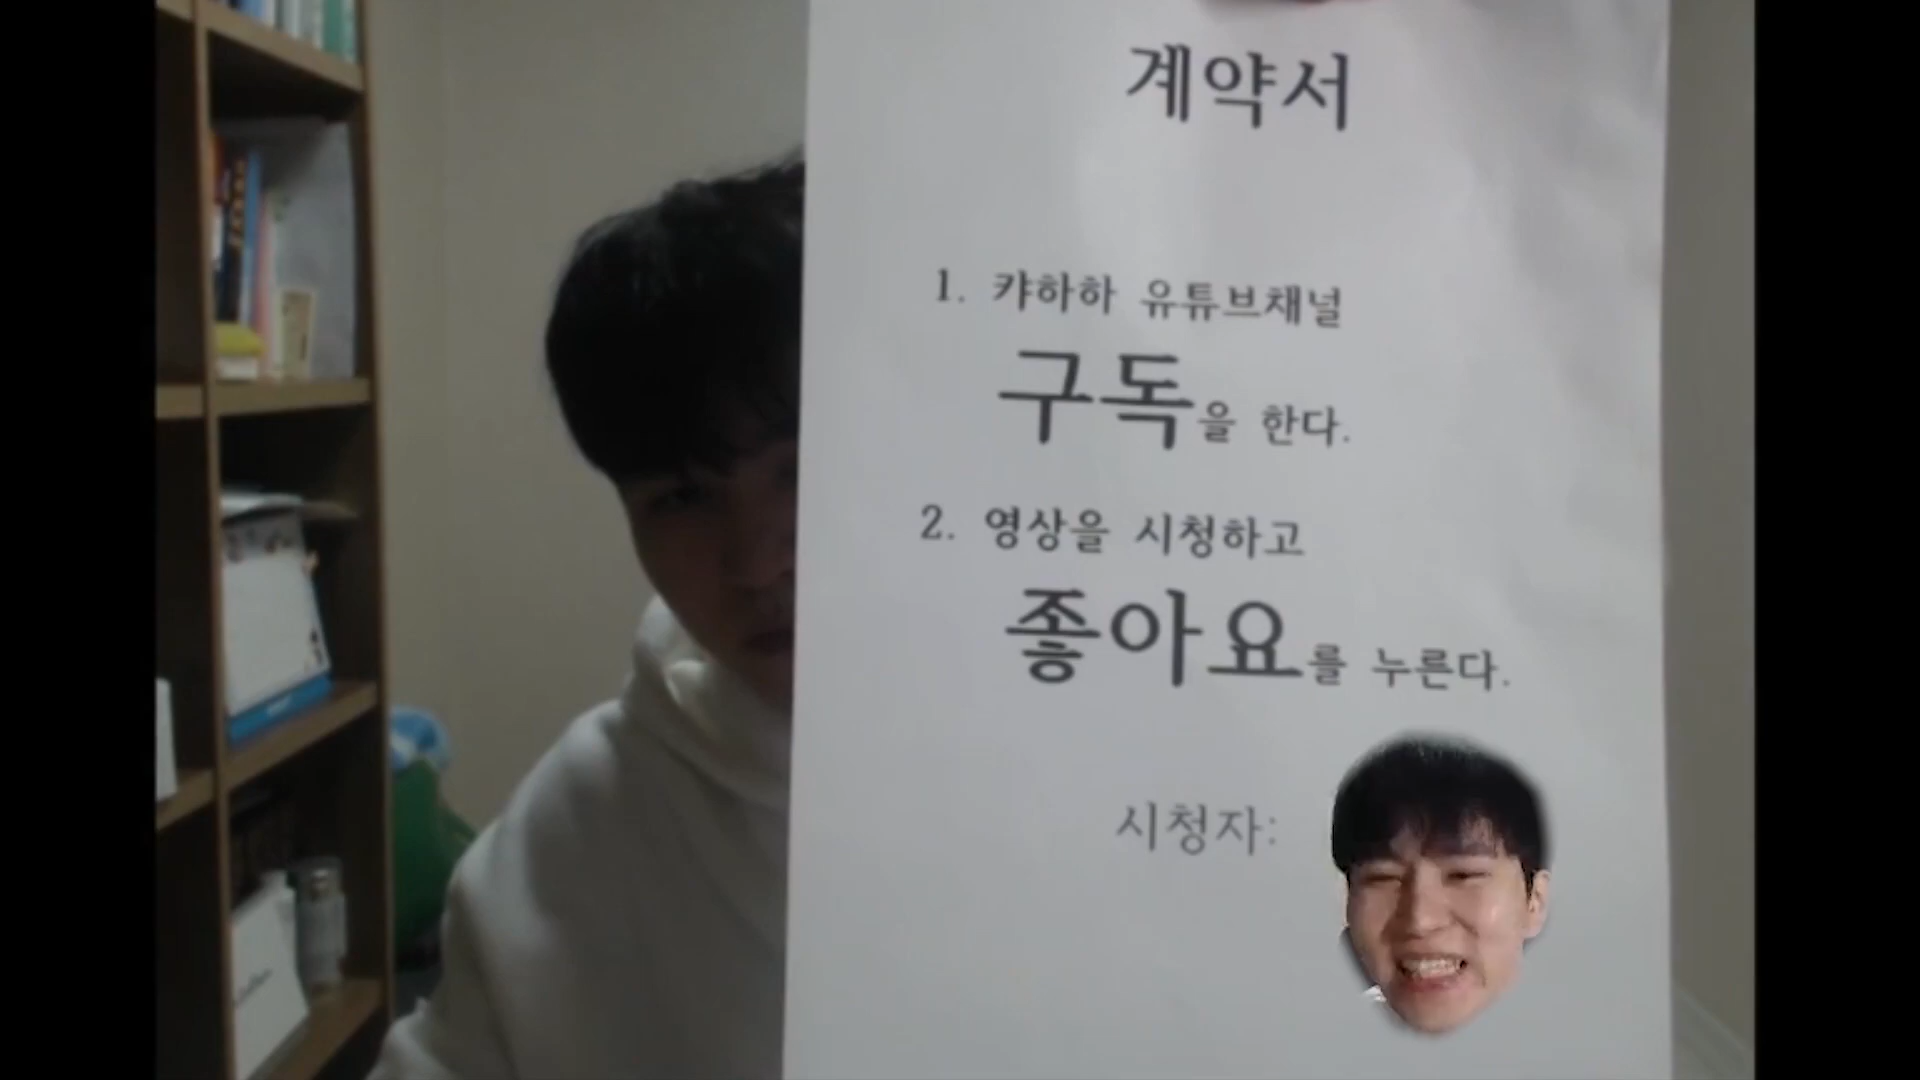 계약서
1. 캬하하 유튜브채널
구독을 한다.
2. 영상을 시청하고
좋아요를 누른다.
시청자: